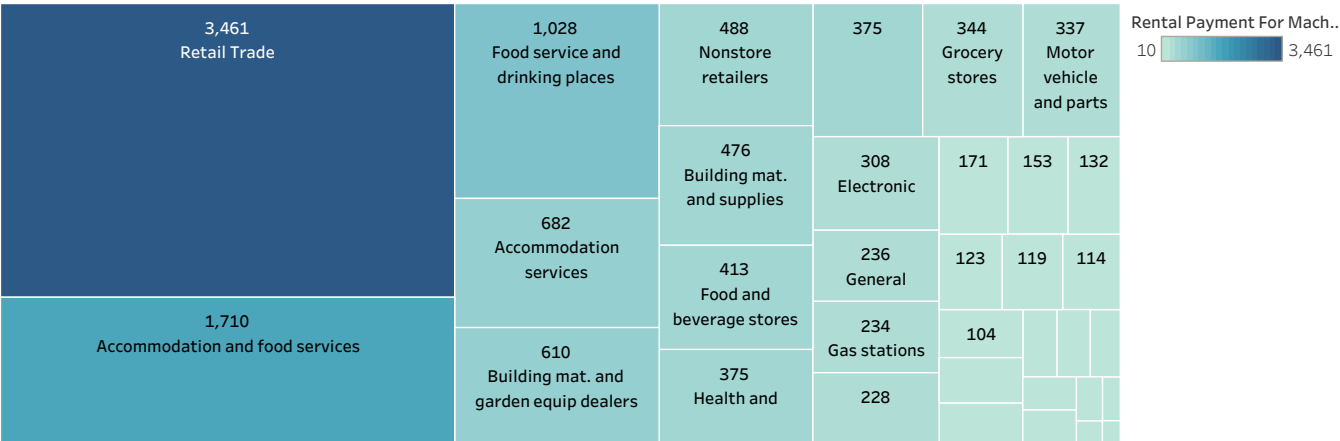 3,461
Retail Trade
1,710
Accommodation and food services
1,028
Food service and
drinking places
682
Accommodation
services
610
Building mat. and
garden equip dealers
488
Nonstore
retailers
476
Building mat.
and supplies
413
Food and
beverage stores
375
Health and
375
344
Grocery
stores
337
Motor
vehicle
and parts
308
Electronic
236
General
234
Gas stations
228
171
153
132
123
119
114
104
Rental Payment For Mach..
10
3,461